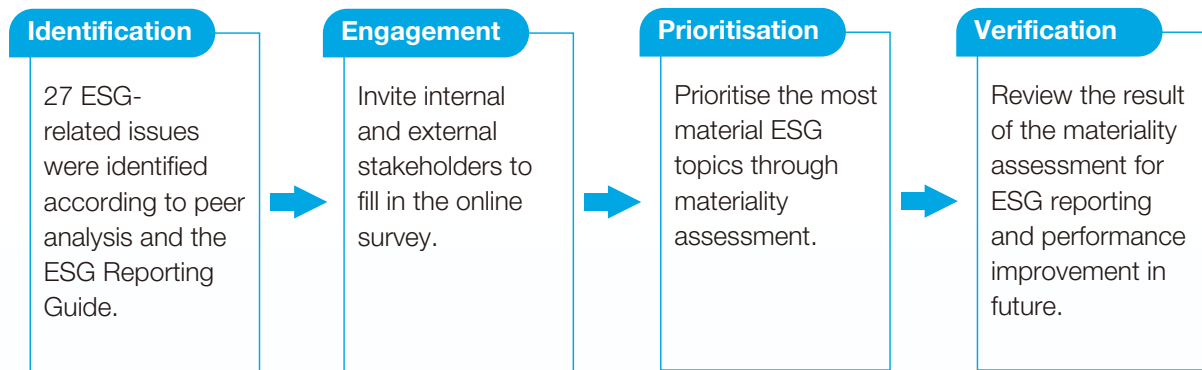 Identification
27 ESG-
related issues
were identified
according to peer
analysis and the
ESG Reporting
Guide.
Engagement
Invite internal
and external
stakeholders to
fill in the online
survey.
Prioritisation
Prioritise the most
material ESG
topics through
materiality
assessment.
Verification
Review the result
of the materiality
assessment for
ESG reporting
and performance
improvement in
future.